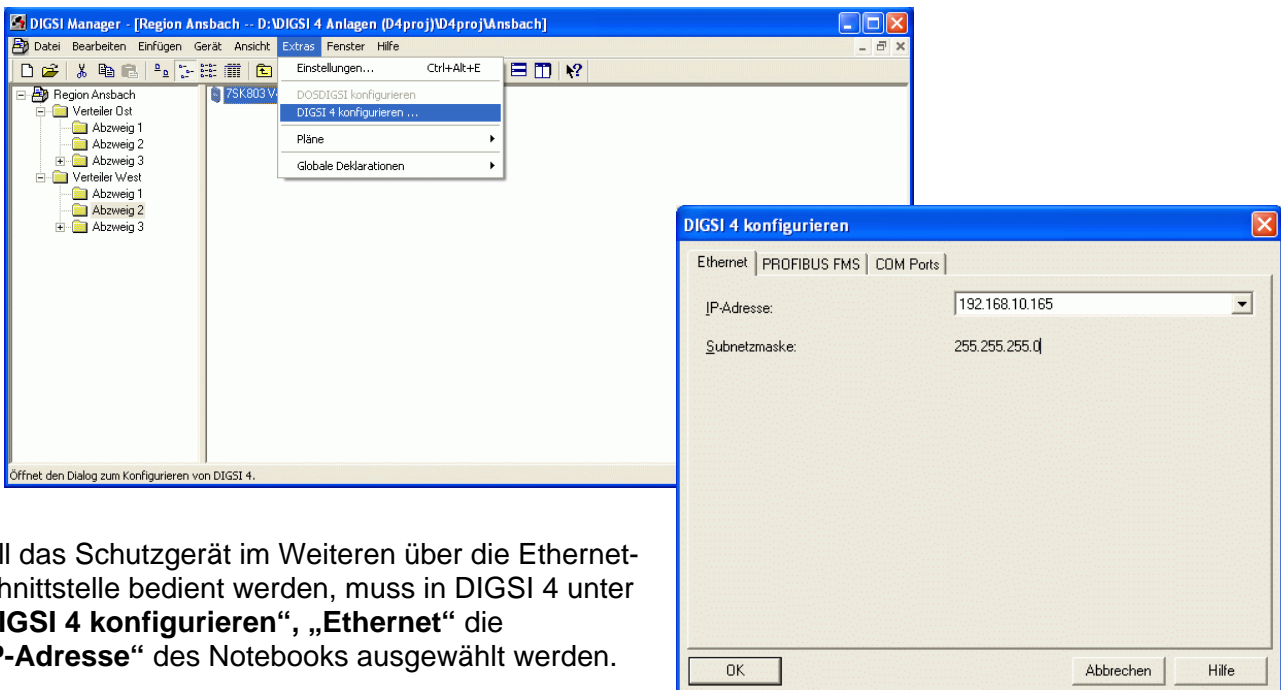 DIGSI Manager - [Region Ansbach -- D:\DIGSI 4 Anlagen (D4proj)\D4proj\Ansbach]
Datei Bearbeiten Einfügen Gerät Ansicht Extras Fenster Hilfe
Einstellungen... Ctrl+Alt+E
DOSDIGSI konfigurieren
DIGSI 4 konfigurieren ...
Pläne
Globale Deklarationen
Region Ansbach
Verteiler Ost
Abzweig 1
Abzweig 2
Abzweig 3
Verteiler West
Abzweig 1
Abzweig 2
Abzweig 3
7SK803 V4
Öffnet den Dialog zum Konfigurieren von DIGSI 4.
DIGSI 4 konfigurieren
Ethernet PROFIBUS FMS COM Ports
IP-Adresse: 192.168.10.165
Subnetzmaske: 255.255.255.0
OK Abbrechen Hilfe
ll das Schutzgerät im Weiteren über die Ethernet-
hnittstelle bedient werden, muss in DIGSI 4 unter
IGSI 4 konfigurieren“, „Ethernet“ die
P-Adresse“ des Notebooks ausgewählt werden.